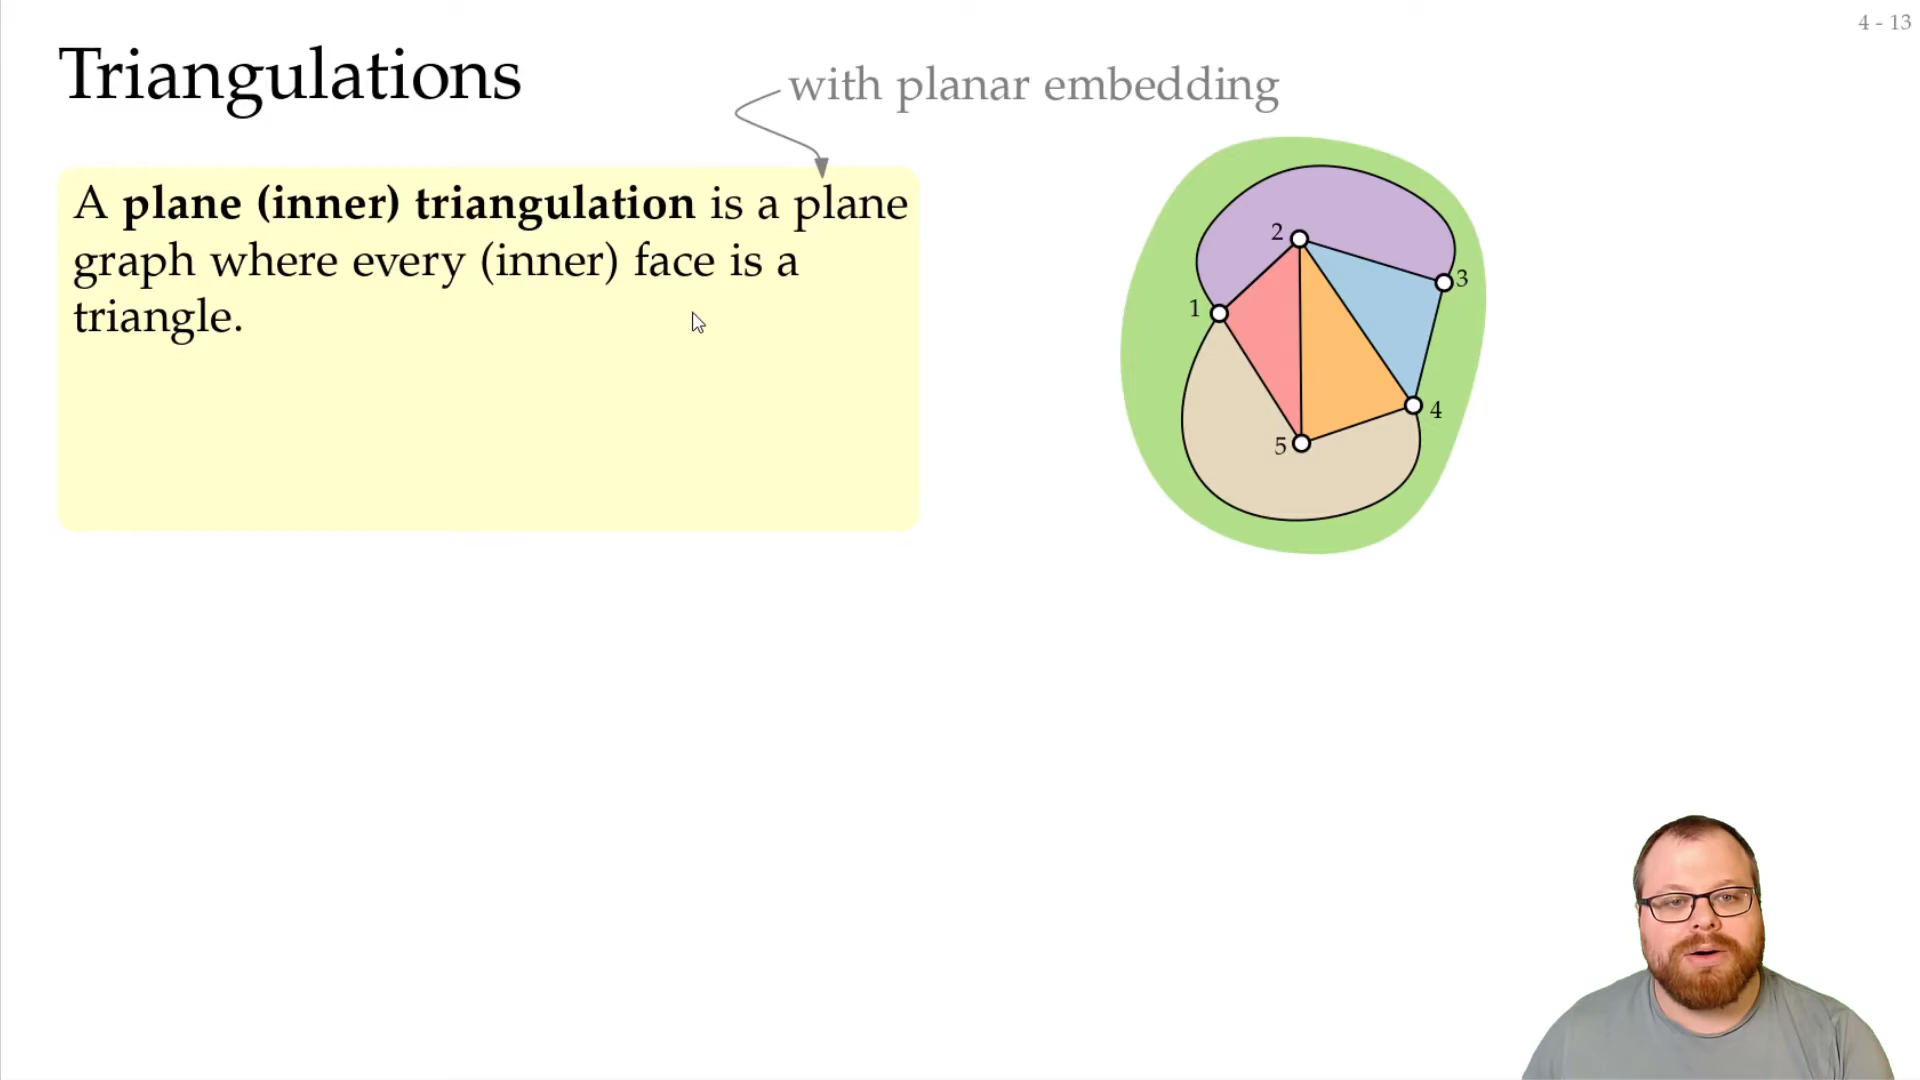 4 - 13
Triangulations
with planar embedding
A plane (inner) triangulation is a plane
graph where every (inner) face is a
triangle.
2
3
1
4
5